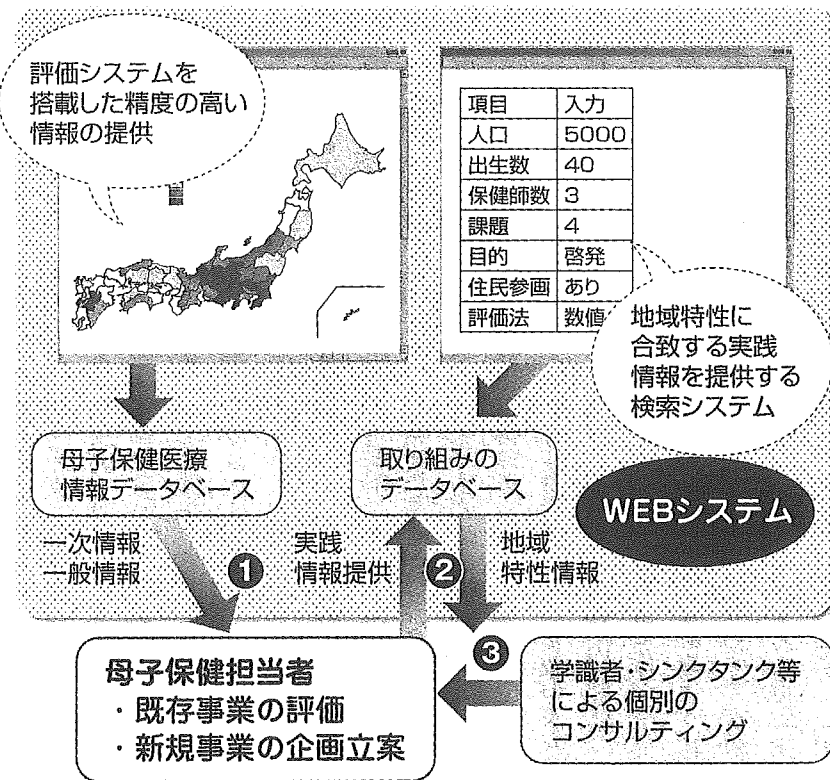 評価システムを
搭載した精度の高い
情報の提供
項目 入力
人口 5000
出生数 40
保健師数 3
課題 4
目的 啓発
住民参画 あり
評価法 数値
地域特性に
合致する実践
情報を提供する
検索システム
母子保健医療
情報データベース
取り組みの
データベース
WEBシステム
一次情報
一般情報
❶
実践
情報提供
❷
地域
特性情報
❸
母子保健担当者
・既存事業の評価
・新規事業の企画立案
学識者・シンクタンク等
による個別の
コンサルティング